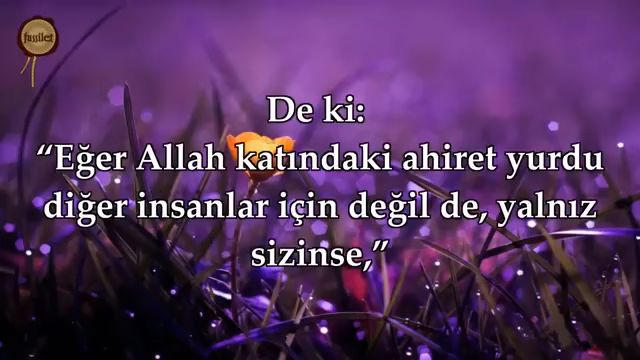 fussilet
De ki:
“Eğer Allah katındaki ahiret yurdu
diğer insanlar için değil de, yalnız
sizinse,”